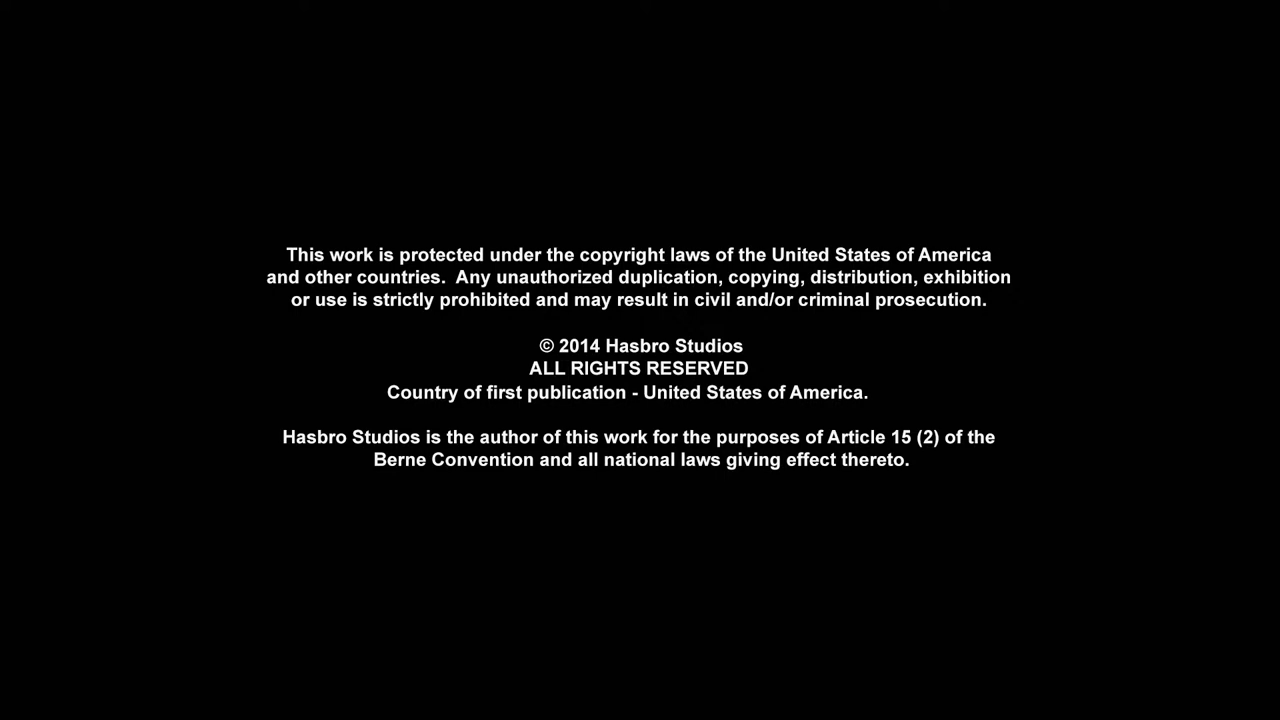 This work is protected under the copyright laws of the United States of America
and other countries.  Any unauthorized duplication, copying, distribution, exhibition
or use is strictly prohibited and may result in civil and/or criminal prosecution.
© 2014 Hasbro Studios
ALL RIGHTS RESERVED
Country of first publication - United States of America.
Hasbro Studios is the author of this work for the purposes of Article 15 (2) of the
Berne Convention and all national laws giving effect thereto.